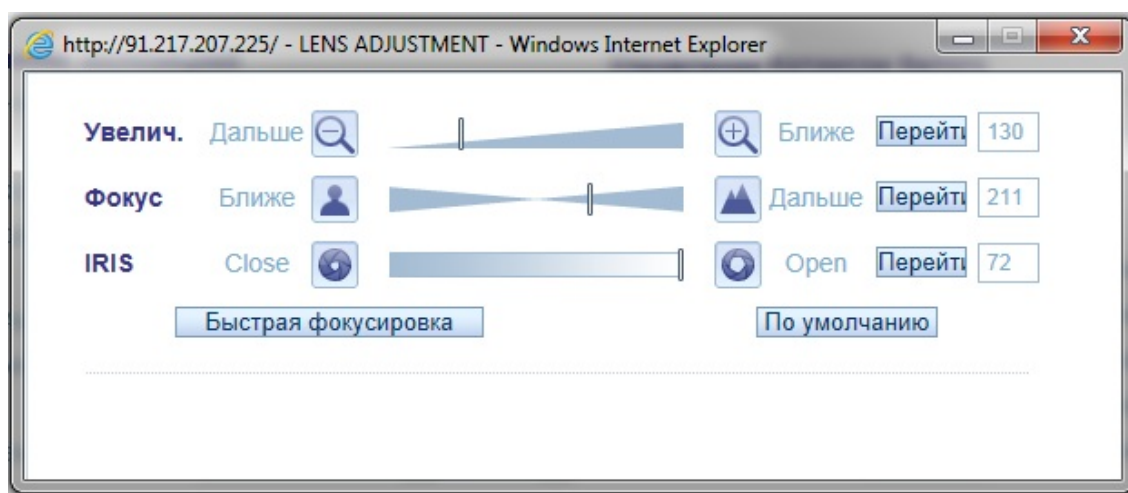 http://91.217.207.225/ - LENS ADJUSTMENT - Windows Internet Explorer
Увелич. Дальше Ближе Перейти 130
Фокус Ближе Дальше Перейти 211
IRIS Close Open Перейти 72
Быстрая фокусировка По умолчанию